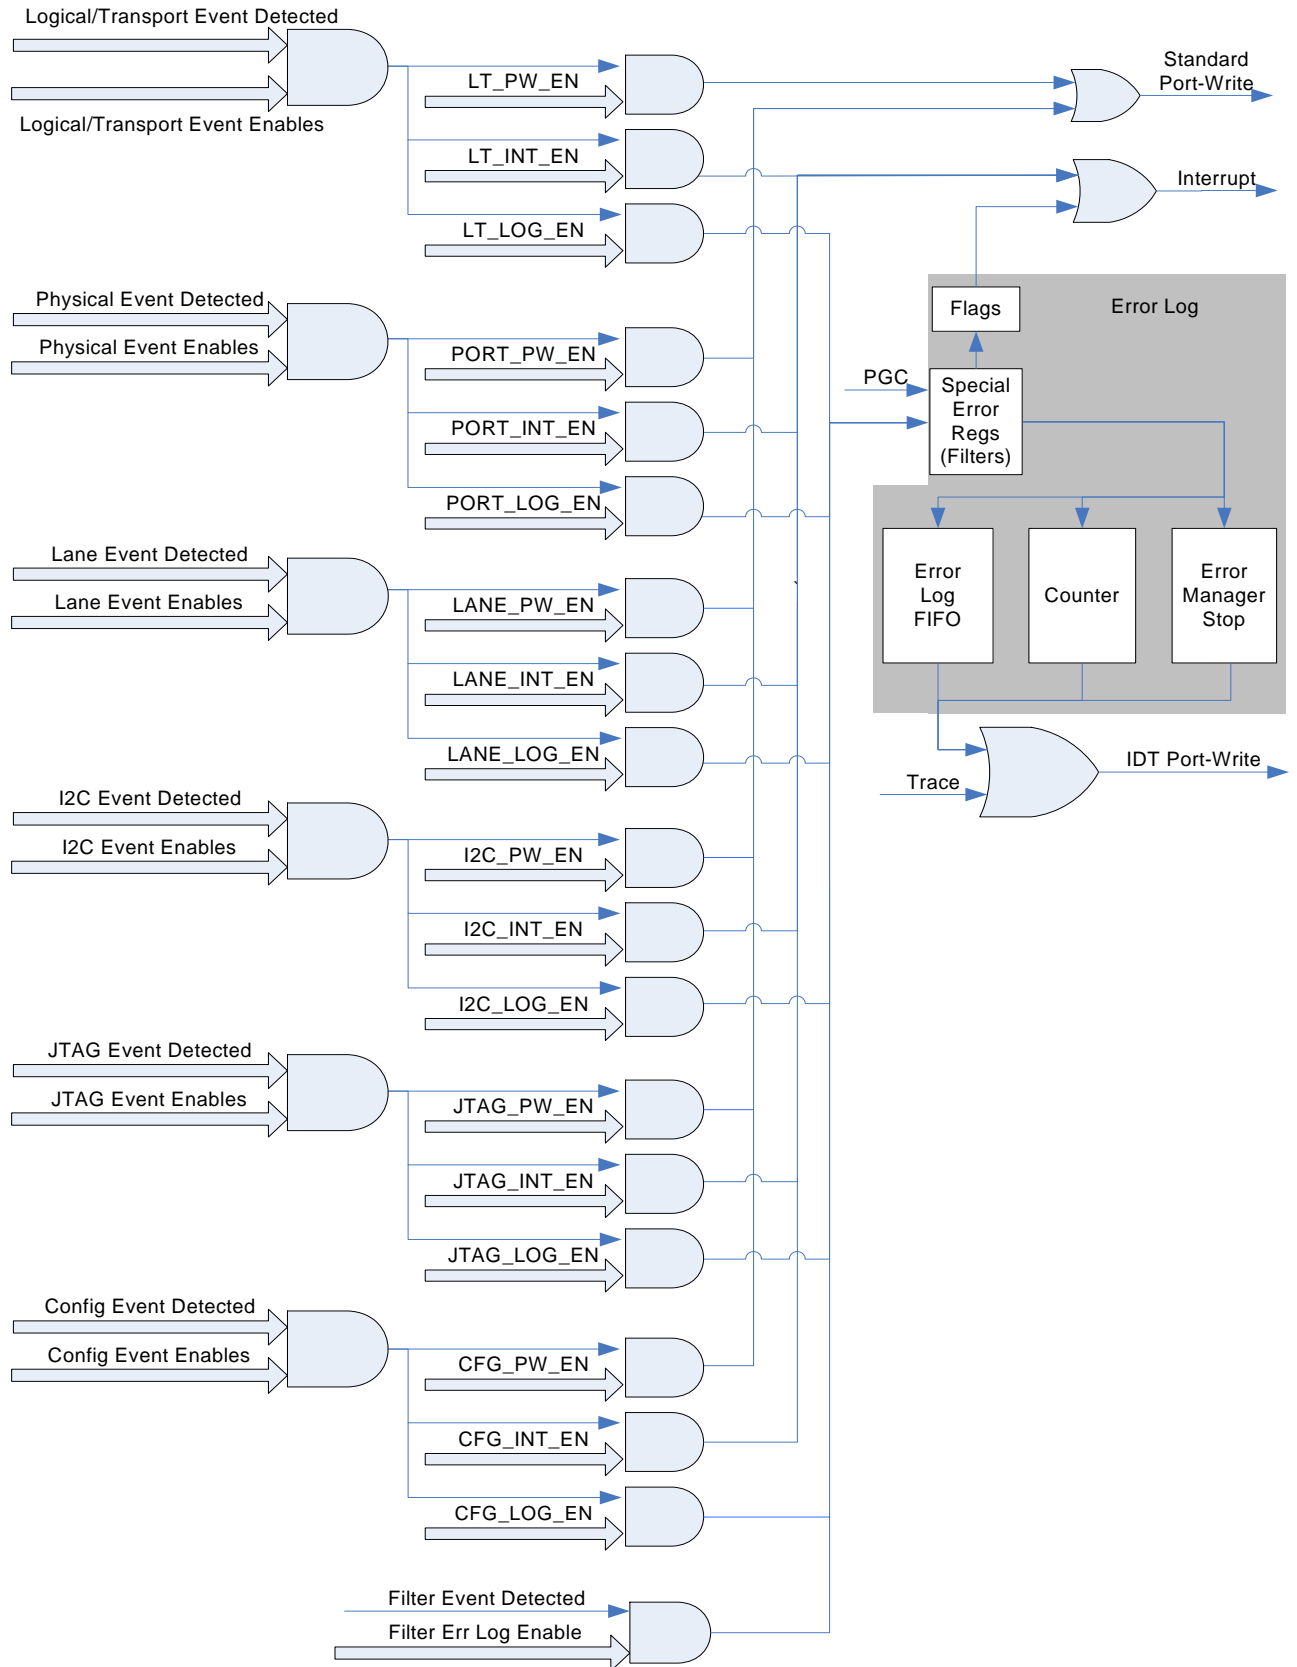 Logical/Transport Event Detected
Logical/Transport Event Enables
LT_PW_EN
LT_INT_EN
LT_LOG_EN
Standard
Port-Write
Interrupt
Physical Event Detected
Physical Event Enables
PORT_PW_EN
PORT_INT_EN
PORT_LOG_EN
Flags
Error Log
PGC
Special
Error
Regs
(Filters)
Error
Log
FIFO
Counter
Error
Manager
Stop
Trace
IDT Port-Write
Lane Event Detected
Lane Event Enables
LANE_PW_EN
LANE_INT_EN
LANE_LOG_EN
I2C Event Detected
I2C Event Enables
I2C_PW_EN
I2C_INT_EN
I2C_LOG_EN
JTAG Event Detected
JTAG Event Enables
JTAG_PW_EN
JTAG_INT_EN
JTAG_LOG_EN
Config Event Detected
Config Event Enables
CFG_PW_EN
CFG_INT_EN
CFG_LOG_EN
Filter Event Detected
Filter Err Log Enable